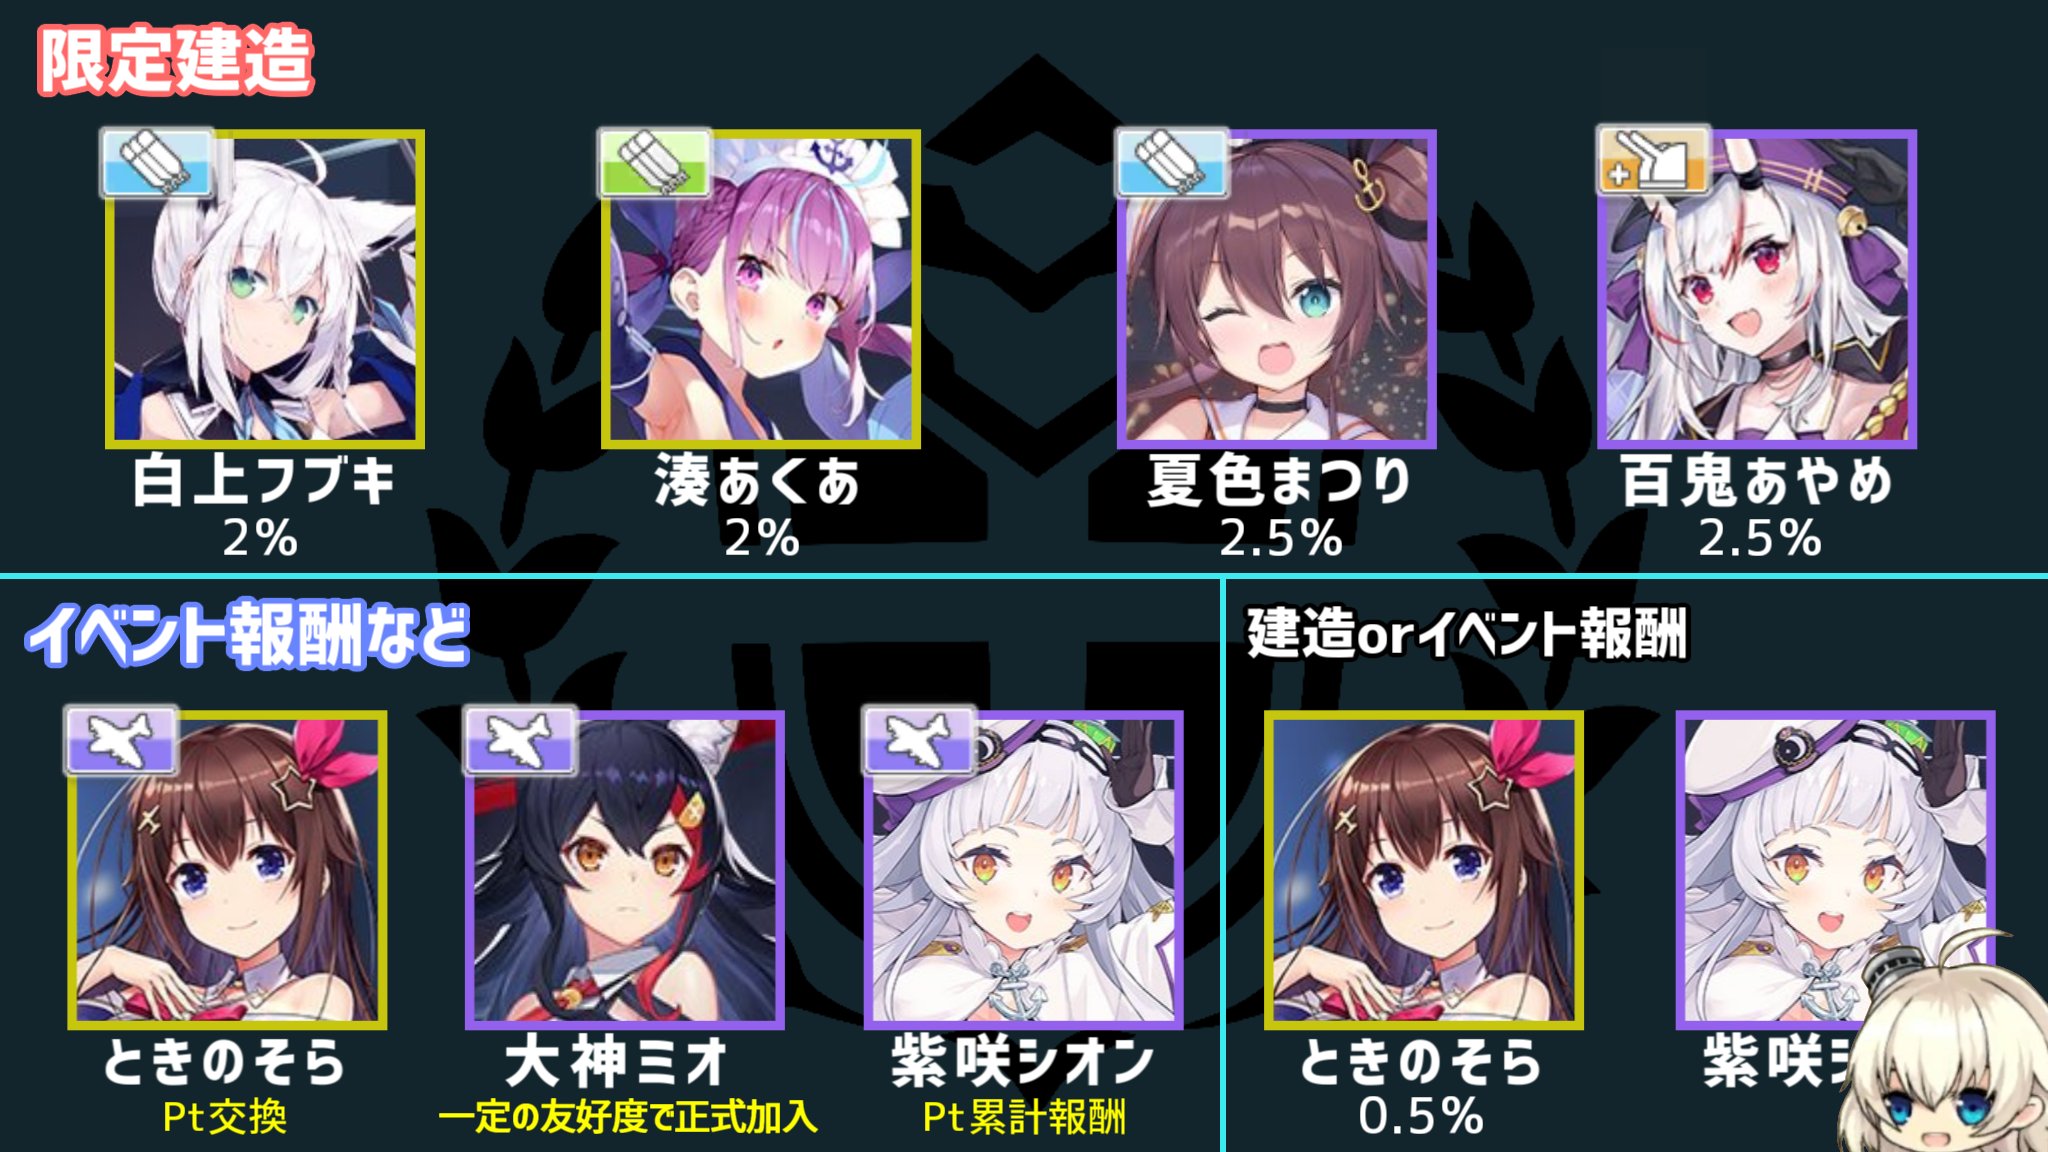 限定建造
白上フブキ
2%
湊あくあ
2%
夏色まつり
2.5%
百鬼あやめ
2.5%
イベント報酬など
ときのそら
Pt交換
大神ミオ
一定の友好度で正式加入
紫咲シオン
Pt累計報酬
建造orイベント報酬
ときのそら
0.5%
紫咲